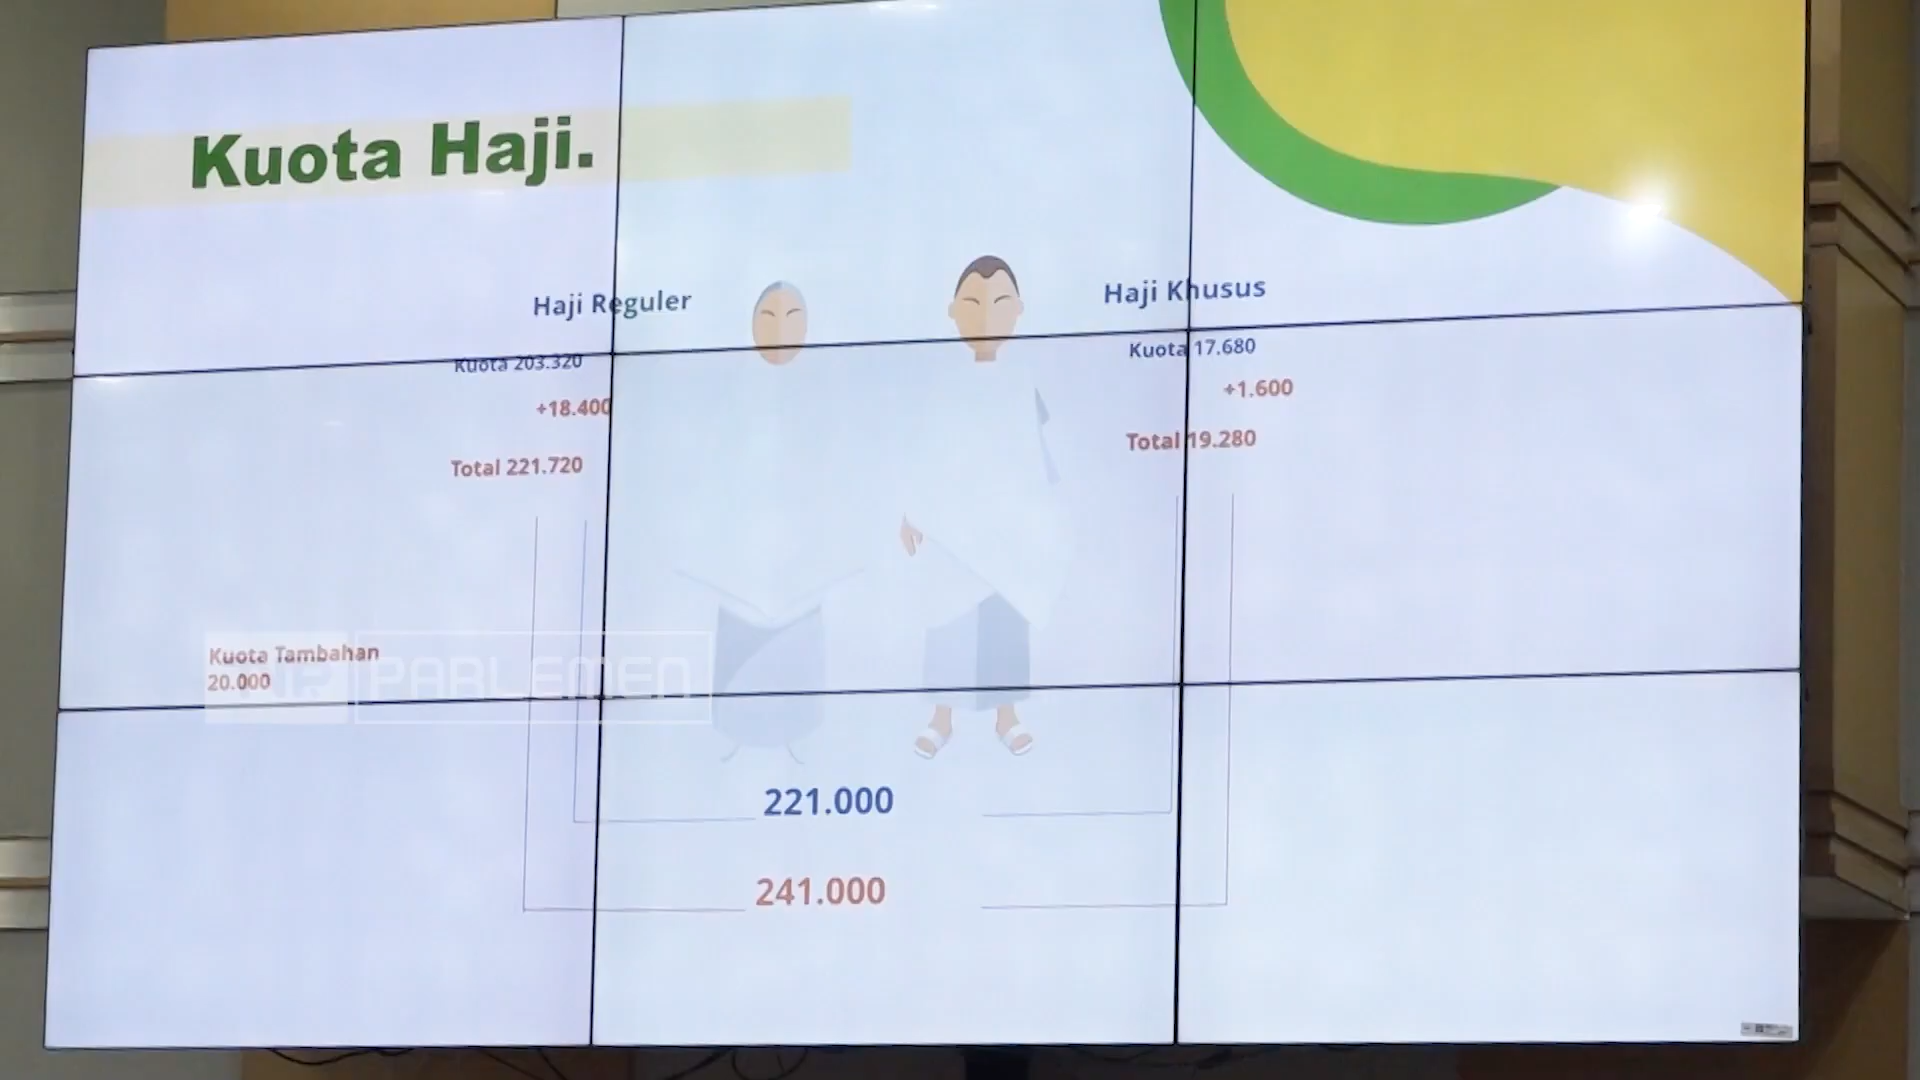 Kuota Haji.
Haji Reguler
Kuota 203.320
+18.400
Total 221.720
Haji Khusus
Kuota 17.680
+1.600
Total 19.280
Kuota Tambahan
20.000
PARLEMEN
221.000
241.000